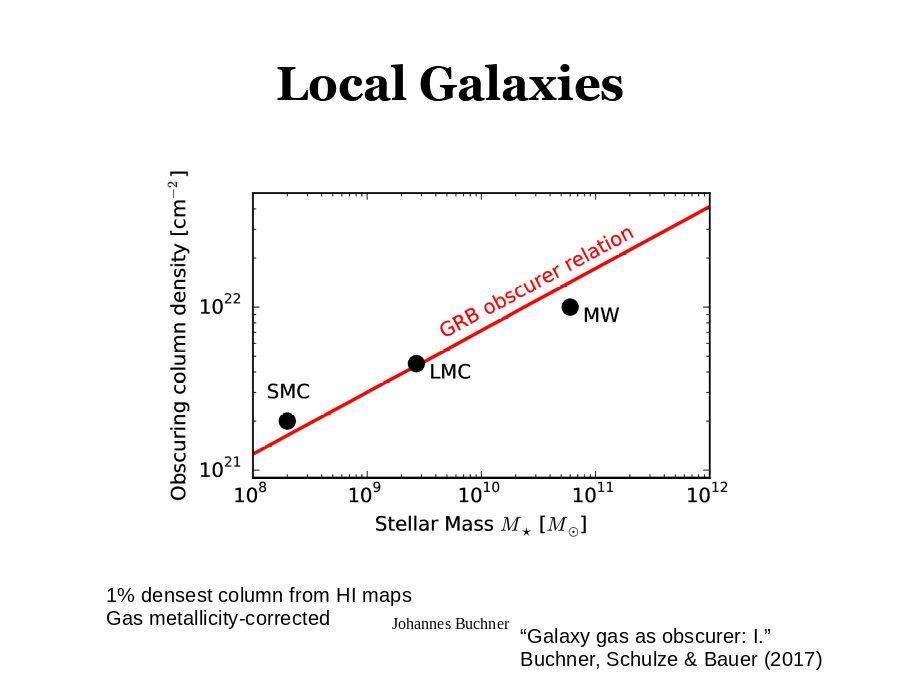 Local Galaxies
Obscuring column density [cm⁻²]
10²²
10²¹
GRB obscurer relation
MW
LMC
SMC
10⁸ 10⁹ 10¹⁰ 10¹¹ 10¹²
Stellar Mass M⋆ [M☉]
1% densest column from HI maps
Gas metallicity-corrected
Johannes Buchner
“Galaxy gas as obscurer: I.”
Buchner, Schulze & Bauer (2017)